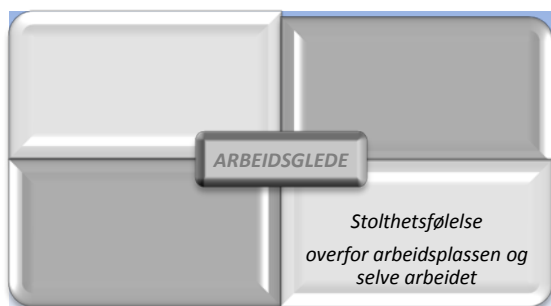 ARBEIDSGLEDE
Stolthetsfølelse
overfor arbeidsplassen og
selve arbeidet